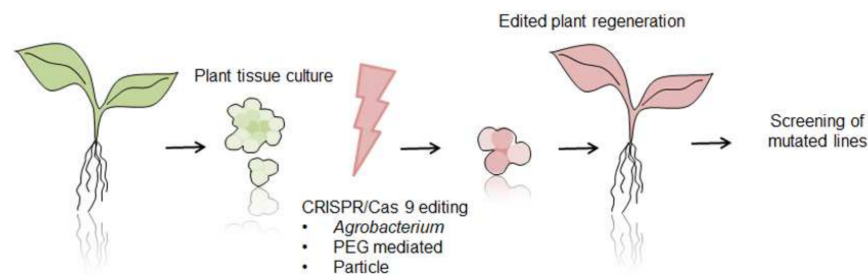 Edited plant regeneration
Plant tissue culture
Screening of
mutated lines
CRISPR/Cas 9 editing
• Agrobacterium
• PEG mediated
• Particle